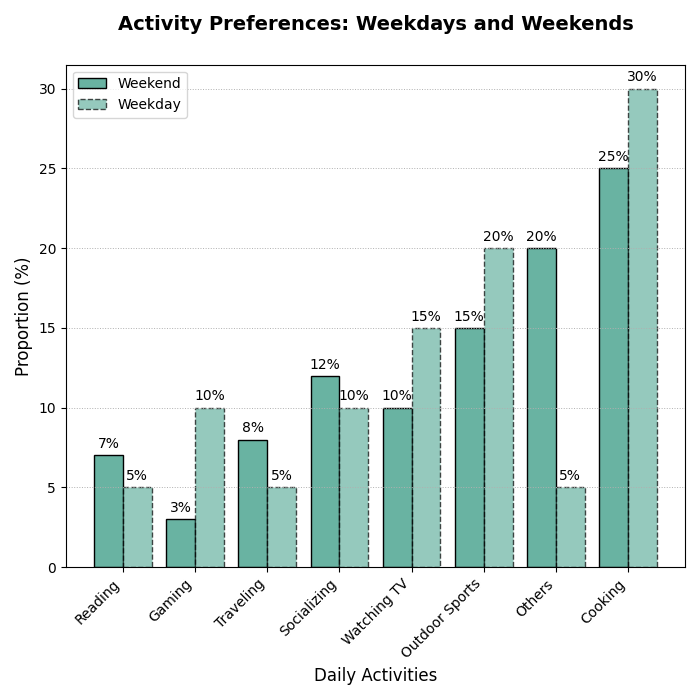 Activity Preferences: Weekdays and Weekends
Weekend
Weekday
Proportion (%)
30
25
20
15
10
5
0
7%
5%
3%
10%
8%
5%
12%
10%
10%
15%
15%
20%
20%
5%
25%
30%
Reading
Gaming
Traveling
Socializing
Watching TV
Outdoor Sports
Others
Cooking
Daily Activities